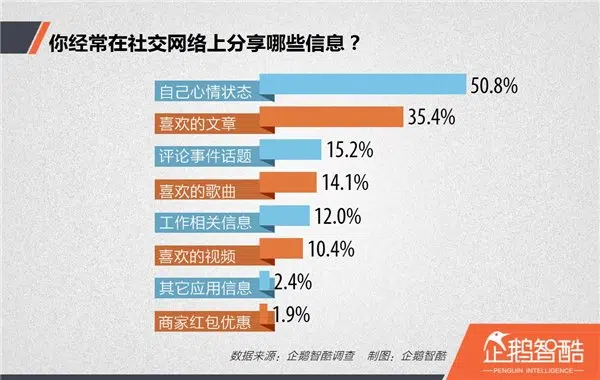 你经常在社交网络上分享哪些信息？
自己心情状态 50.8%
喜欢的文章 35.4%
评论事件话题 15.2%
喜欢的歌曲 14.1%
工作相关信息 12.0%
喜欢的视频 10.4%
其它应用信息 2.4%
商家红包优惠 1.9%
数据来源：企鹅智酷调查 制图：企鹅智酷
企鹅智酷
PENGUIN INTELLIGENCE